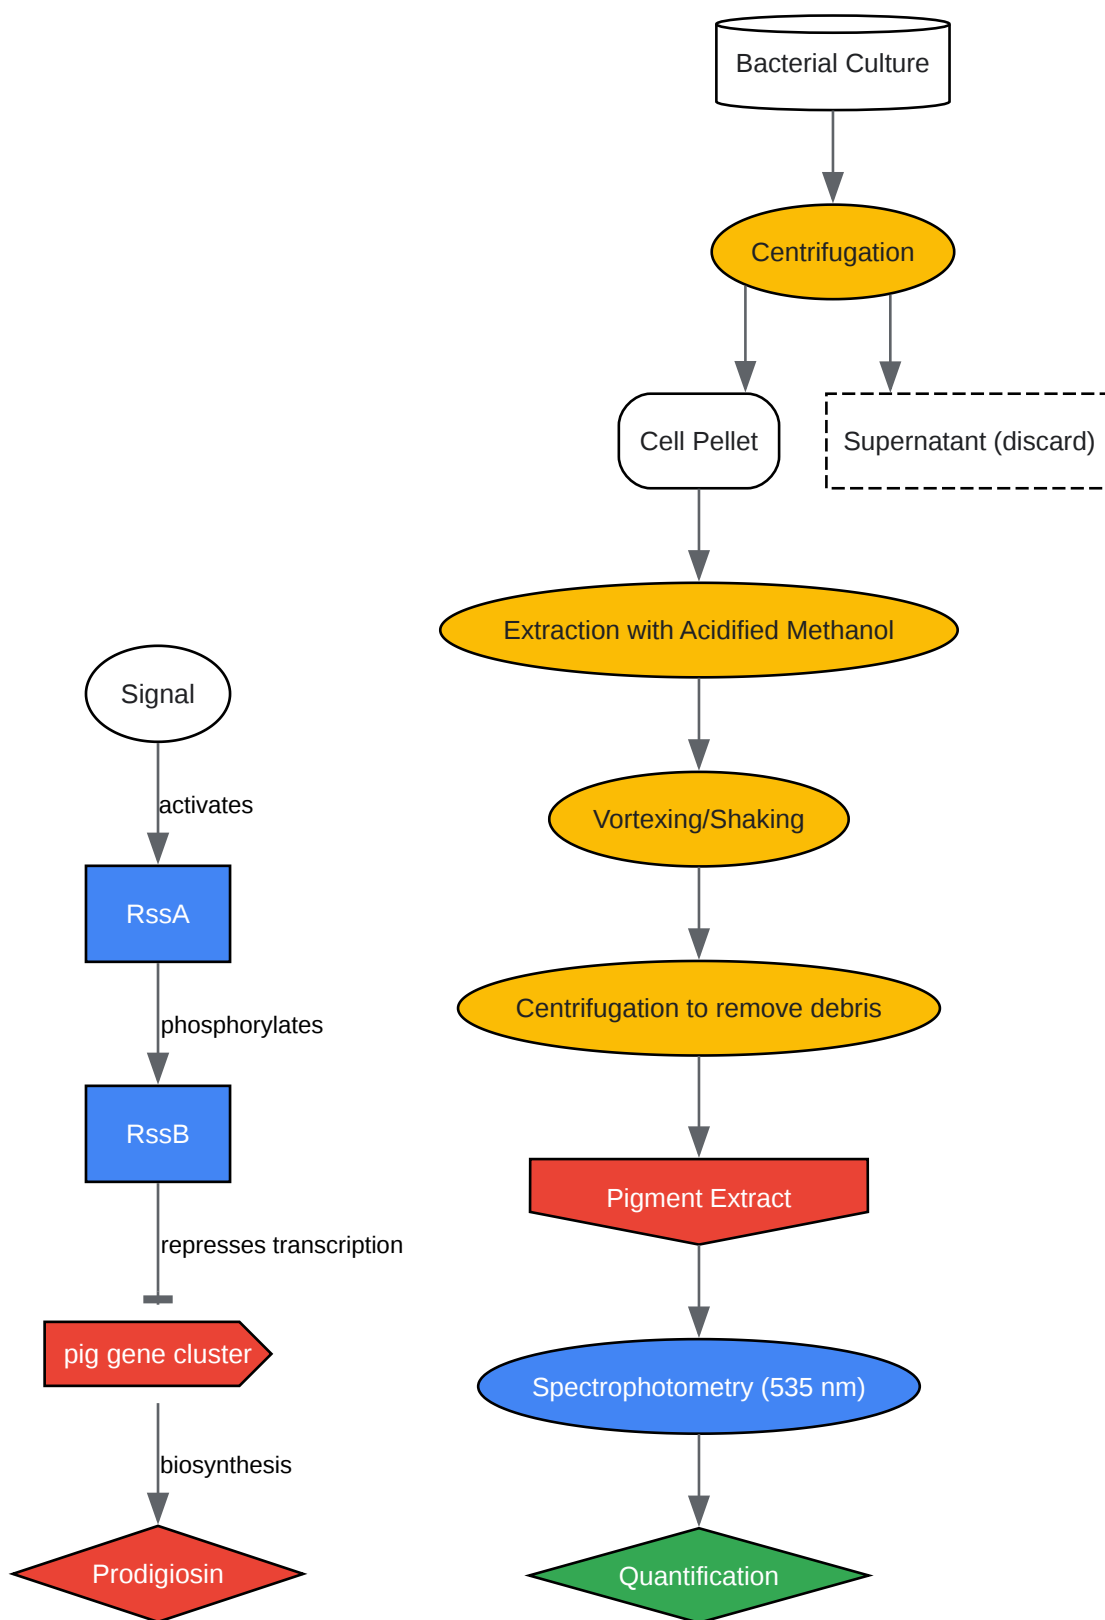 Bacterial Culture
Centrifugation
Cell Pellet
Supernatant (discard)
Extraction with Acidified Methanol
Vortexing/Shaking
Centrifugation to remove debris
Pigment Extract
Spectrophotometry (535 nm)
Quantification
Signal
activates
RssA
phosphorylates
RssB
represses transcription
pig gene cluster
biosynthesis
Prodigiosin